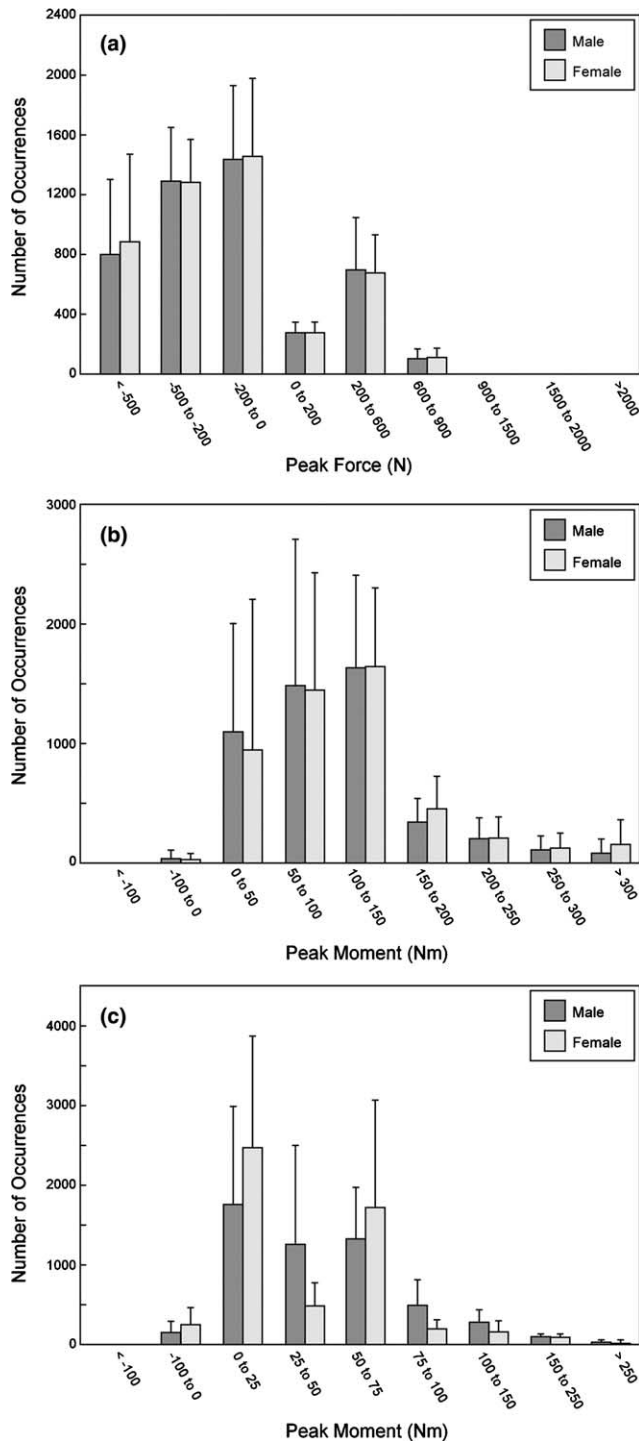 (a)
Male
Female
Number of Occurrences
2400
2000
1600
1200
800
400
0
< -500
-500 to -200
-200 to 0
0 to 200
200 to 600
600 to 900
900 to 1500
1500 to 2000
>2000
Peak Force (N)
(b)
Male
Female
Number of Occurrences
3000
2000
1000
0
< -100
-100 to 0
0 to 50
50 to 100
100 to 150
150 to 200
200 to 250
250 to 300
> 300
Peak Moment (Nm)
(c)
Male
Female
Number of Occurrences
4000
3000
2000
1000
0
< -100
-100 to 0
0 to 25
25 to 50
50 to 75
75 to 100
100 to 150
150 to 250
> 250
Peak Moment (Nm)